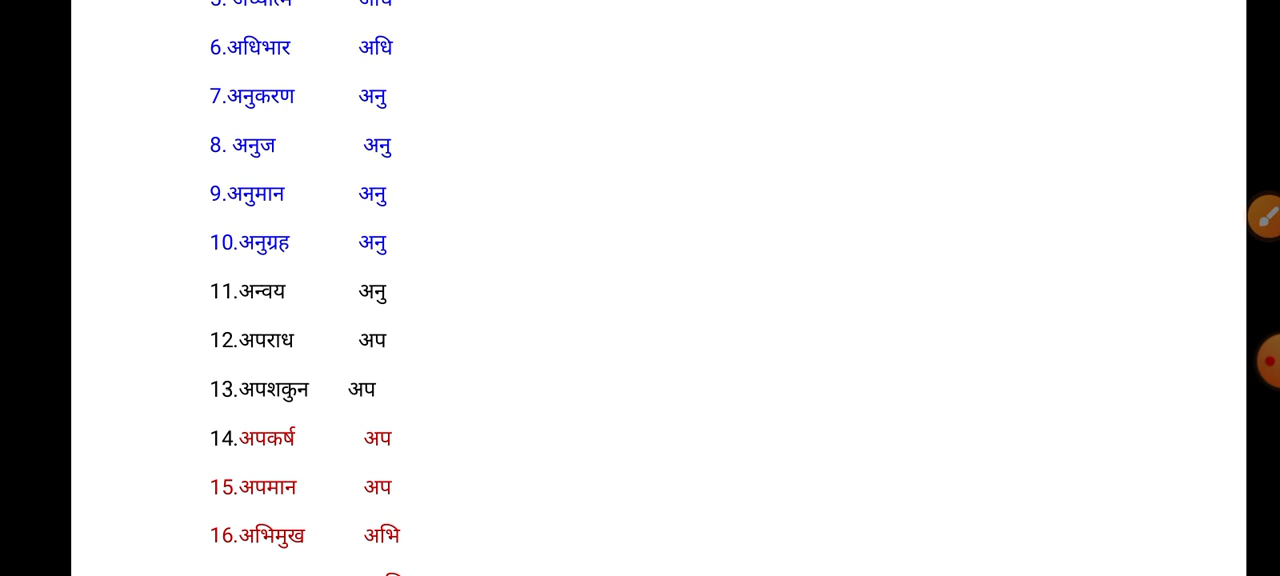 6.अधिभार अधि
7.अनुकरण अनु
8. अनुज अनु
9.अनुमान अनु
10.अनुग्रह अनु
11.अन्वय अनु
12.अपराध अप
13.अपशकुन अप
14.अपकर्ष अप
15.अपमान अप
16.अभिमुख अभि